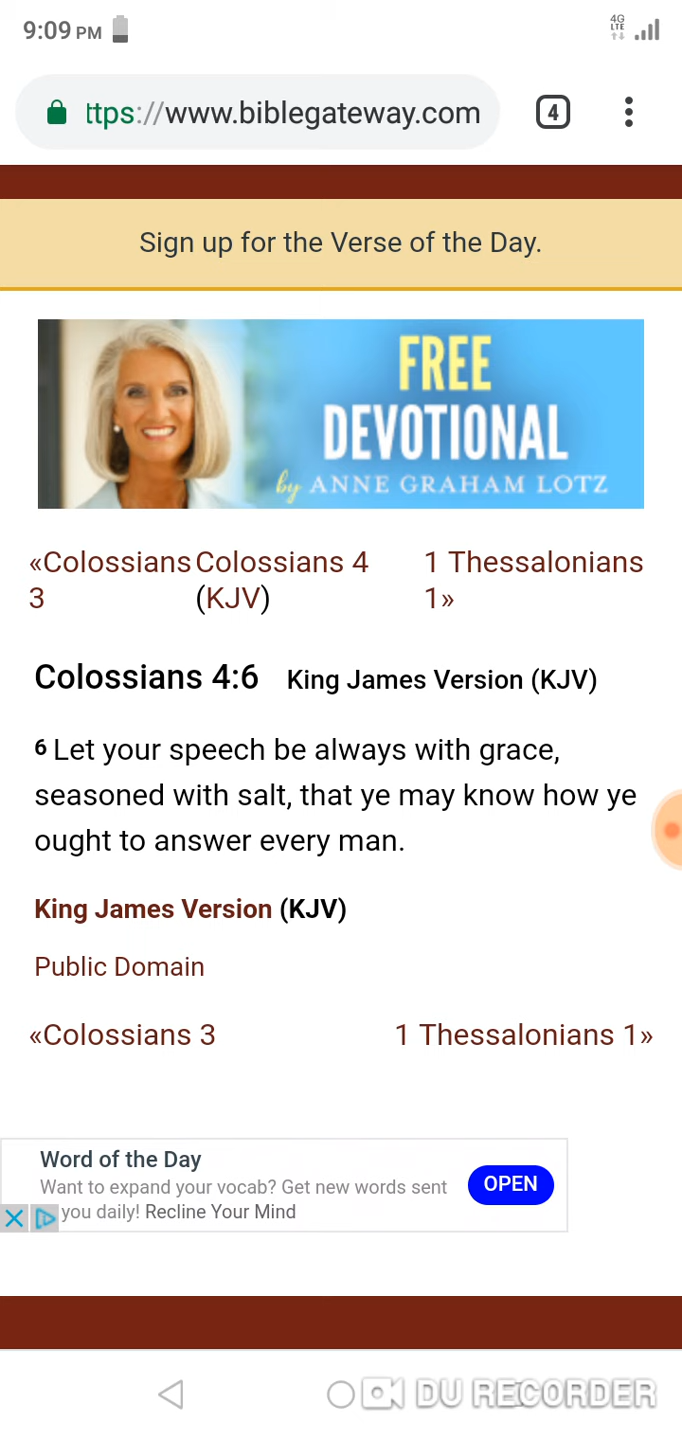 9:09 PM
4G
LTE
ttps://www.biblegateway.com
4
Sign up for the Verse of the Day.
FREE
DEVOTIONAL
by ANNE GRAHAM LOTZ
«Colossians 3
Colossians 4 (KJV)
1 Thessalonians 1»
Colossians 4:6 King James Version (KJV)
6 Let your speech be always with grace,
seasoned with salt, that ye may know how ye
ought to answer every man.
King James Version (KJV)
Public Domain
«Colossians 3 1 Thessalonians 1»
Word of the Day
Want to expand your vocab? Get new words sent
you daily! Recline Your Mind
OPEN
DU RECORDER